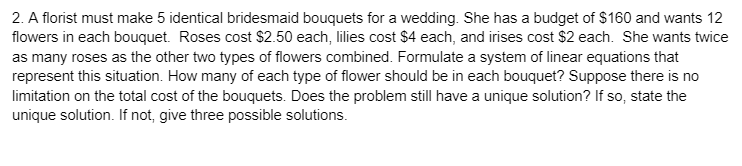 2. A florist must make 5 identical bridesmaid bouquets for a wedding. She has a budget of $160 and wants 12
flowers in each bouquet.  Roses cost $2.50 each, lilies cost $4 each, and irises cost $2 each.  She wants twice
as many roses as the other two types of flowers combined. Formulate a system of linear equations that
represent this situation. How many of each type of flower should be in each bouquet? Suppose there is no
limitation on the total cost of the bouquets. Does the problem still have a unique solution? If so, state the
unique solution. If not, give three possible solutions.